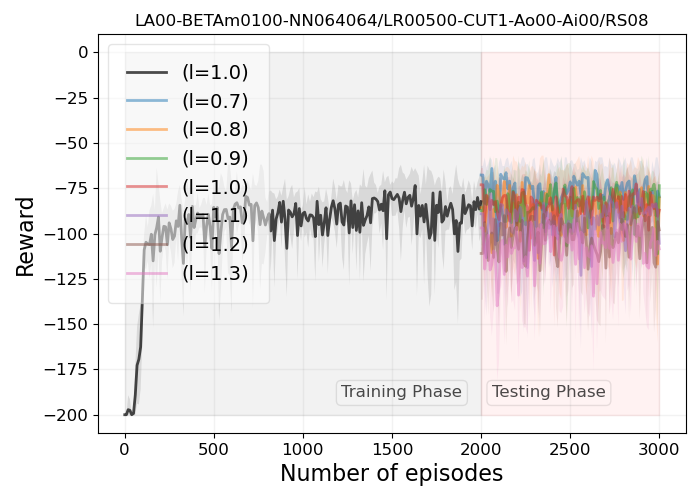 LA00-BETAm0100-NN064064/LR00500-CUT1-Ao00-Ai00/RS08
Reward
0
−25
−50
−75
−100
−125
−150
−175
−200
(l=1.0)
(l=0.7)
(l=0.8)
(l=0.9)
(l=1.0)
(l=1.1)
(l=1.2)
(l=1.3)
Training Phase
Testing Phase
0 500 1000 1500 2000 2500 3000
Number of episodes